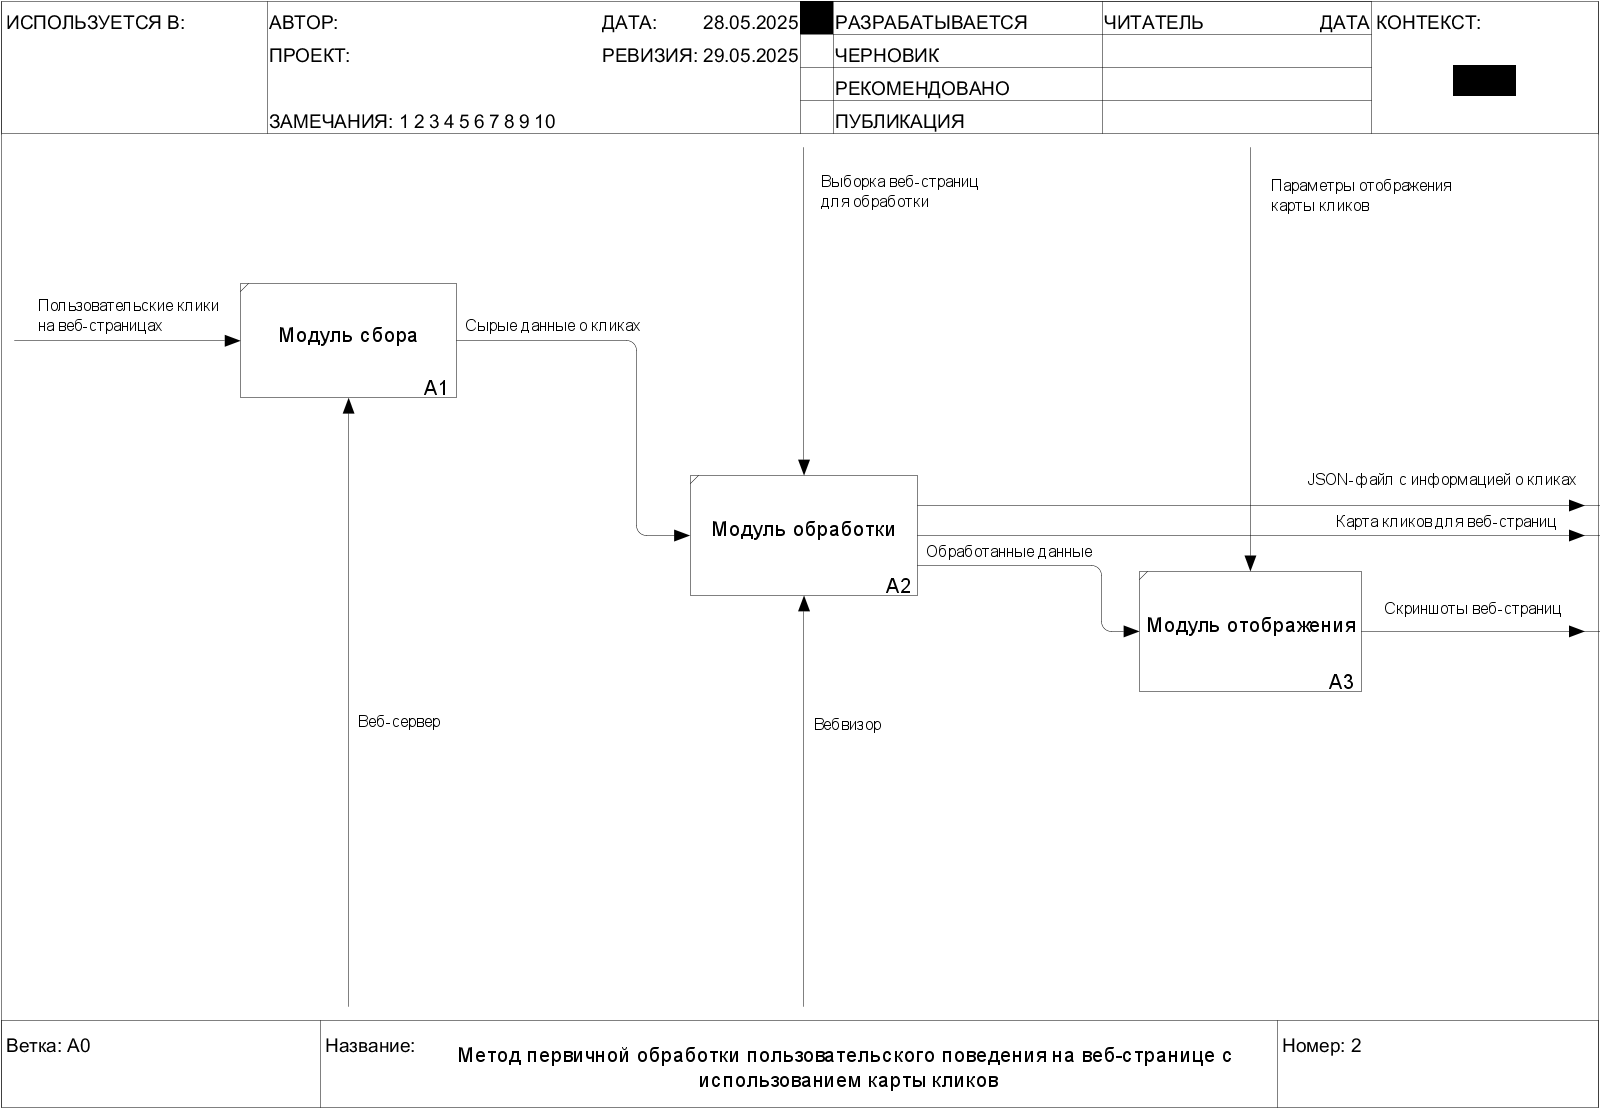 ИСПОЛЬЗУЕТСЯ В:
АВТОР:
ДАТА: 28.05.2025
РАЗРАБАТЫВАЕТСЯ
ЧИТАТЕЛЬ
ДАТА
КОНТЕКСТ:
ПРОЕКТ:
РЕВИЗИЯ: 29.05.2025
ЧЕРНОВИК
РЕКОМЕНДОВАНО
ЗАМЕЧАНИЯ: 1 2 3 4 5 6 7 8 9 10
ПУБЛИКАЦИЯ
Выборка веб-страниц
для обработки
Параметры отображения
карты кликов
Пользовательские клики
на веб-страницах
Модуль сбора
A1
Сырые данные о кликах
JSON-файл с информацией о кликах
Карта кликов для веб-страниц
Модуль обработки
A2
Обработанные данные
Скриншоты веб-страниц
Модуль отображения
A3
Веб-сервер
Вебвизор
Ветка: A0
Название:
Метод первичной обработки пользовательского поведения на веб-странице с
использованием карты кликов
Номер: 2